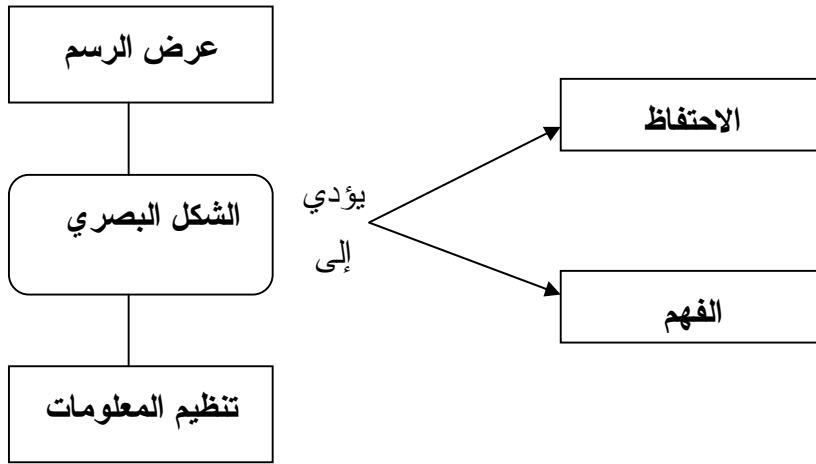 عرض الرسم
الاحتفاظ
الشكل البصري
يؤدي
إلى
الفهم
تنظيم المعلومات